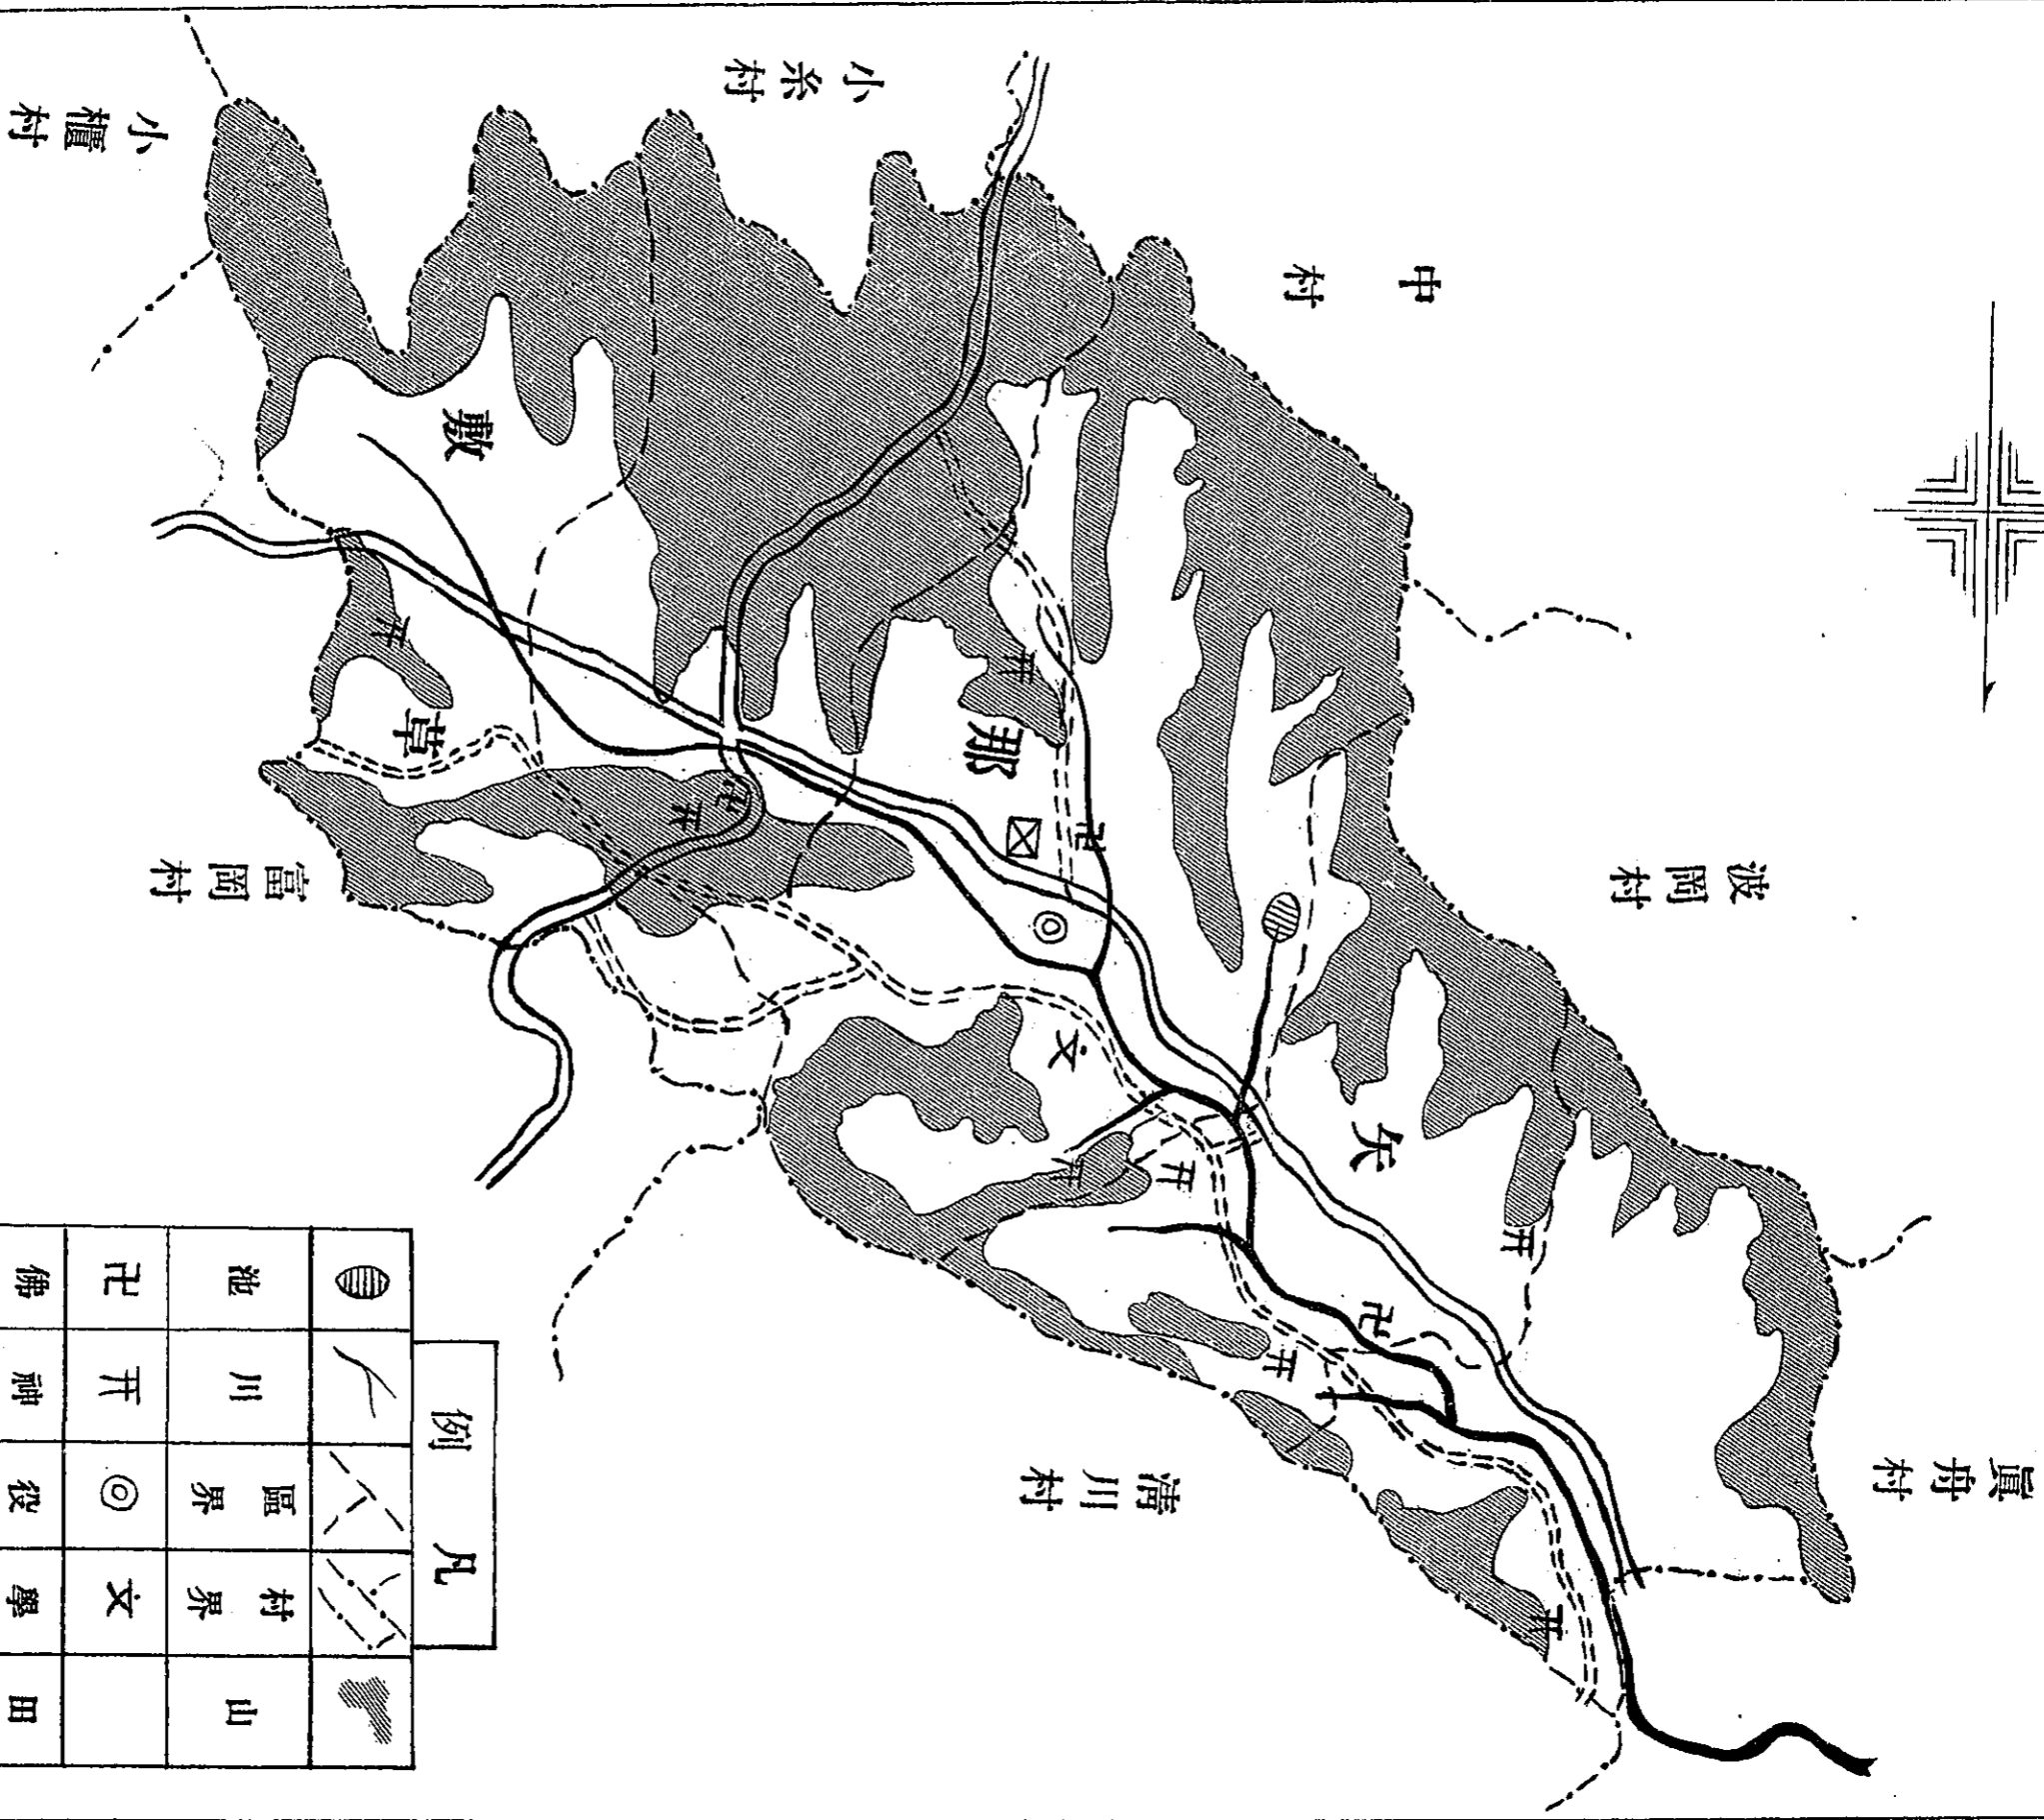 眞舟村
波岡村
中村
小糸村
小櫃村
富岡村
清川村
矢
那
草
敷
文
凡例
山
村界
區界
川
池
文
卍
田
學
役
神
佛